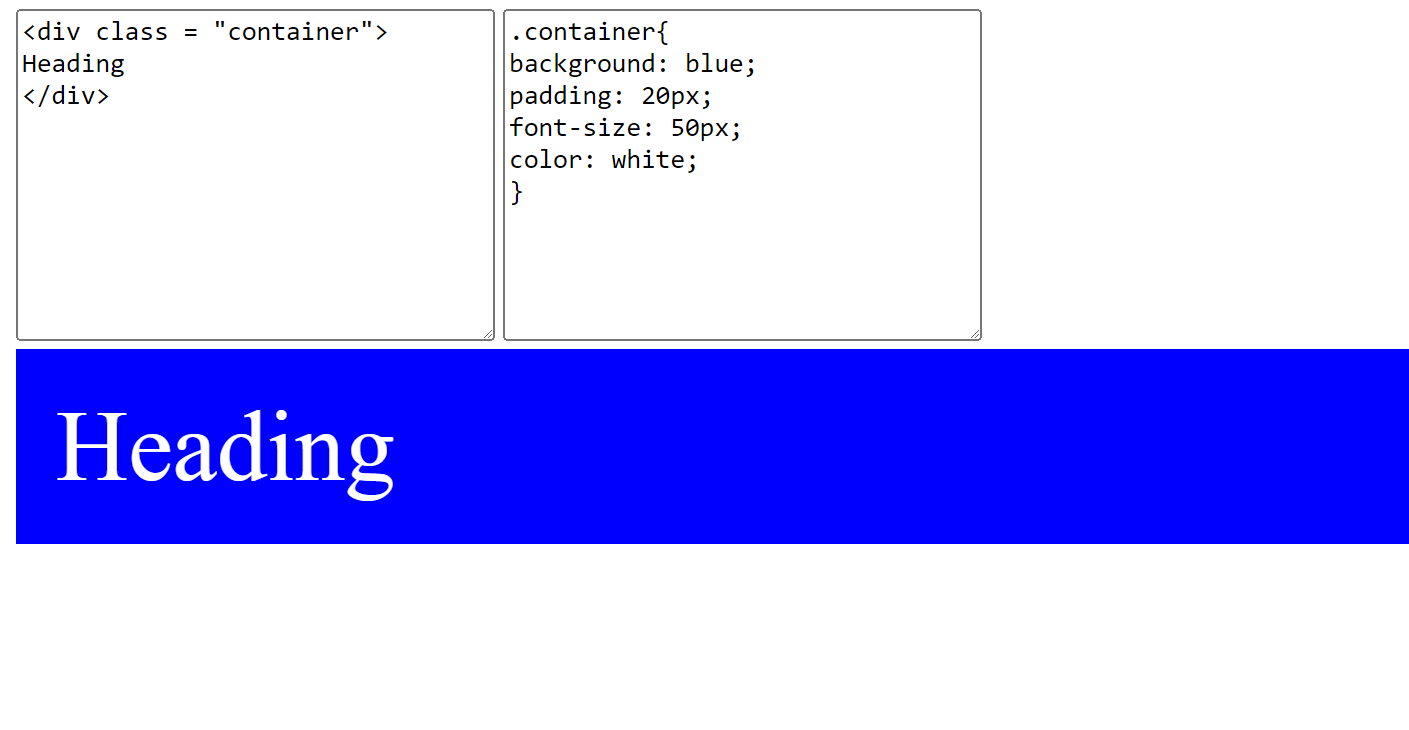 <div class = "container">
Heading
</div>
.container{
background: blue;
padding: 20px;
font-size: 50px;
color: white;
}
Heading